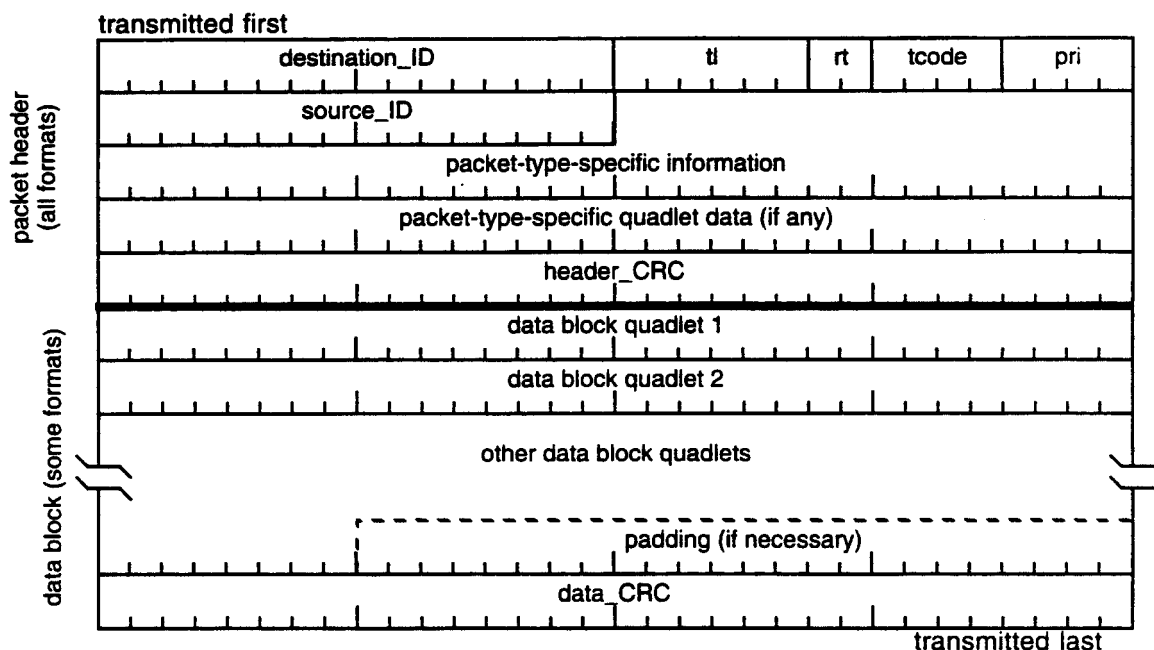 transmitted first
destination_ID tl rt tcode pri
source_ID
packet-type-specific information
packet-type-specific quadlet data (if any)
header_CRC
packet header
(all formats)
data block quadlet 1
data block quadlet 2
other data block quadlets
padding (if necessary)
data_CRC
data block (some formats)
transmitted last